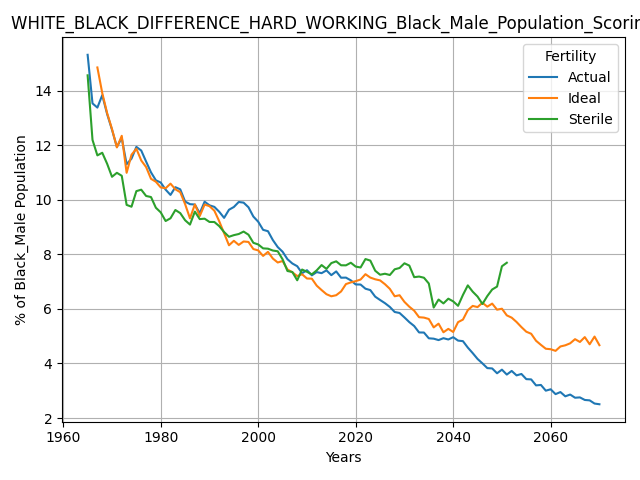 WHITE_BLACK_DIFFERENCE_HARD_WORKING_Black_Male_Population_Scorin
Fertility
Actual
Ideal
Sterile
% of Black_Male Population
14
12
10
8
6
4
2
1960 1980 2000 2020 2040 2060
Years